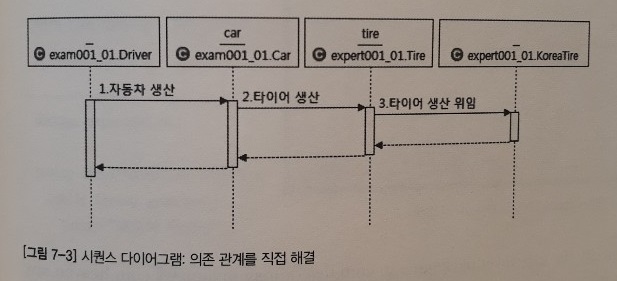 _
C exam001_01.Driver
car
C exam001_01.Car
tire
C expert001_01.Tire
_
C expert001_01.KoreaTire
1.자동차 생산
2.타이어 생산
3.타이어 생산 위임
[그림 7-3] 시퀀스 다이어그램: 의존 관계를 직접 해결